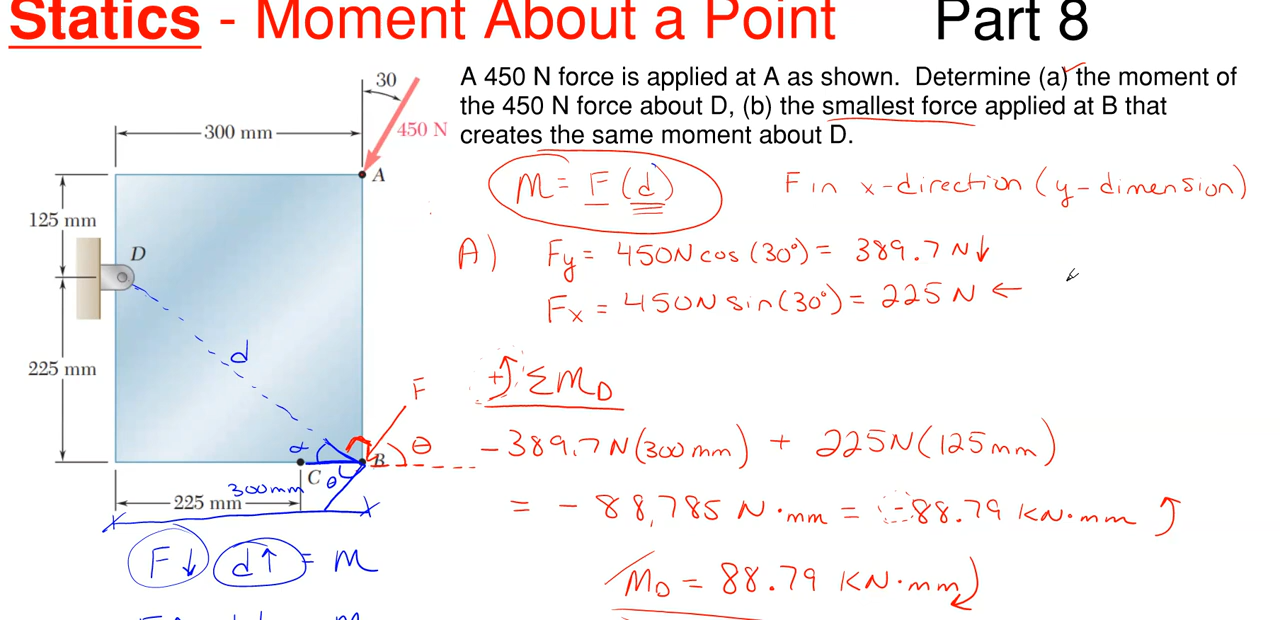 Statics - Moment About a Point Part 8
A 450 N force is applied at A as shown. Determine (a) the moment of
the 450 N force about D, (b) the smallest force applied at B that
creates the same moment about D.
30
450 N
300 mm
A
125 mm
D
225 mm
d
F
α
θ
B
C
θ
300mm
225 mm
M = F (d)
F in x-direction (y-dimension)
A) Fy = 450N cos (30°) = 389.7 N ↓
Fx = 450N sin (30°) = 225 N ←
+ ΣMD
-389.7N (300mm) + 225N (125mm)
= - 88,785 N·mm = -88.79 KN·mm
MD = 88.79 KN·mm
F↓ d↑ = M